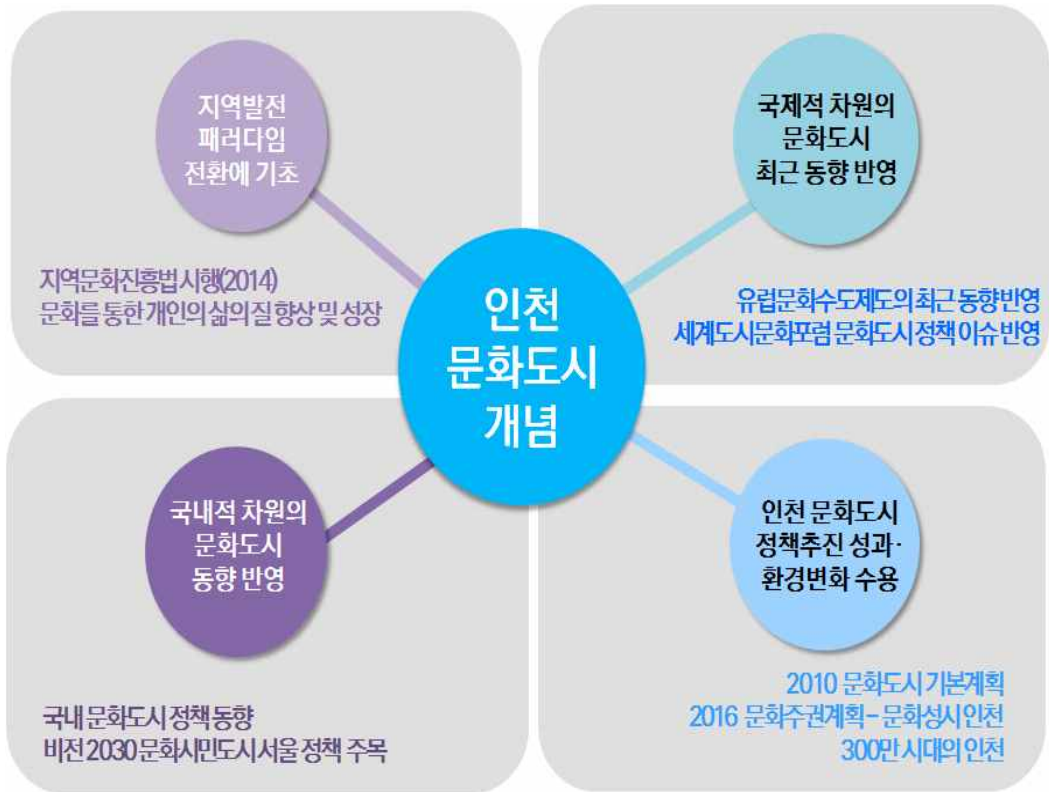 지역발전
패러다임
전환에 기초
지역문화진흥법 시행(2014)
문화를 통한 개인의 삶의 질 향상 및 성장
국제적 차원의
문화도시
최근 동향 반영
유럽문화수도제도의 최근 동향 반영
세계도시문화포럼 문화도시 정책 이슈 반영
인천
문화도시
개념
국내적 차원의
문화도시
동향 반영
국내 문화도시 정책 동향
비전 2030 문화시민도시 서울 정책 주목
인천 문화도시
정책추진 성과·
환경변화 수용
2010 문화도시 기본계획
2016 문화주권계획- 문화성시 인천
300만 시대의 인천